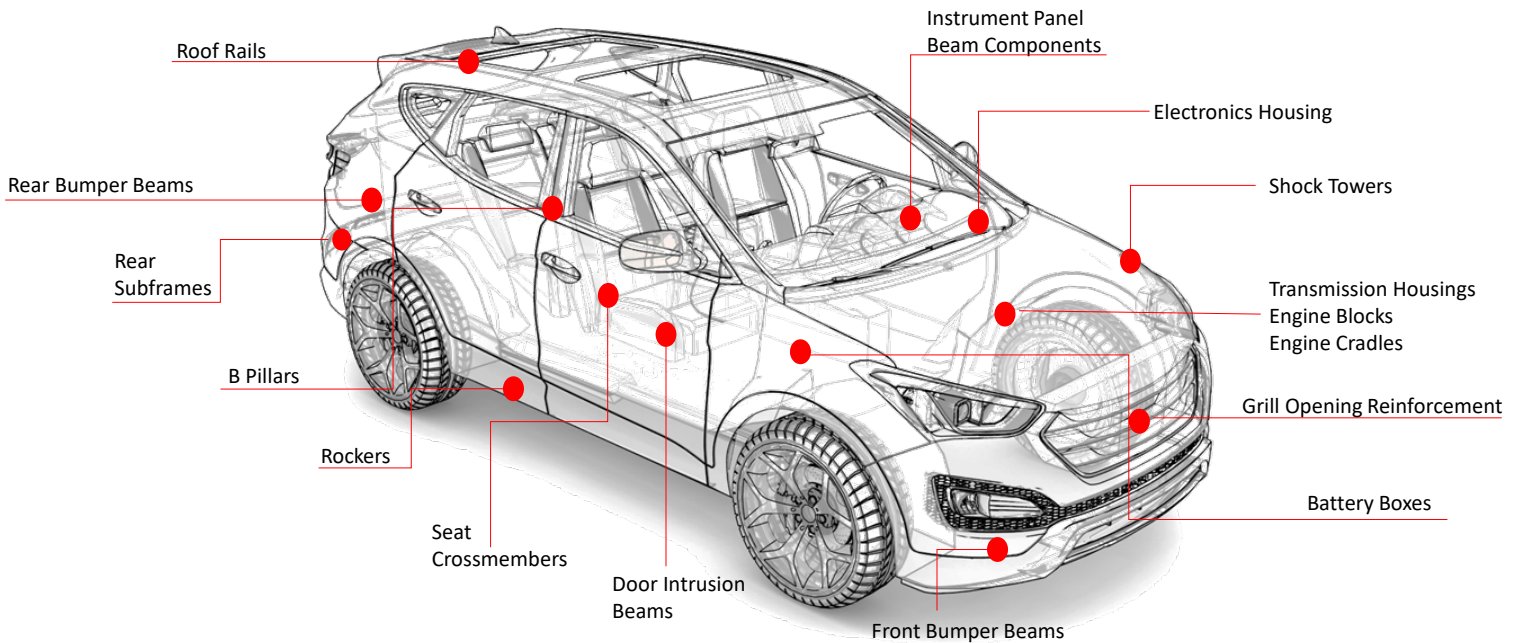 Instrument Panel
Beam Components
Roof Rails
Electronics Housing
Rear Bumper Beams
Shock Towers
Rear
Subframes
Transmission Housings
Engine Blocks
Engine Cradles
B Pillars
Grill Opening Reinforcement
Rockers
Battery Boxes
Seat
Crossmembers
Door Intrusion
Beams
Front Bumper Beams